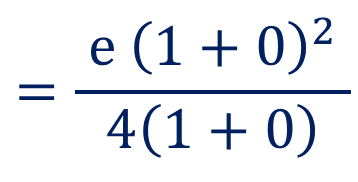 = e (1 + 0)² / 4(1 + 0)